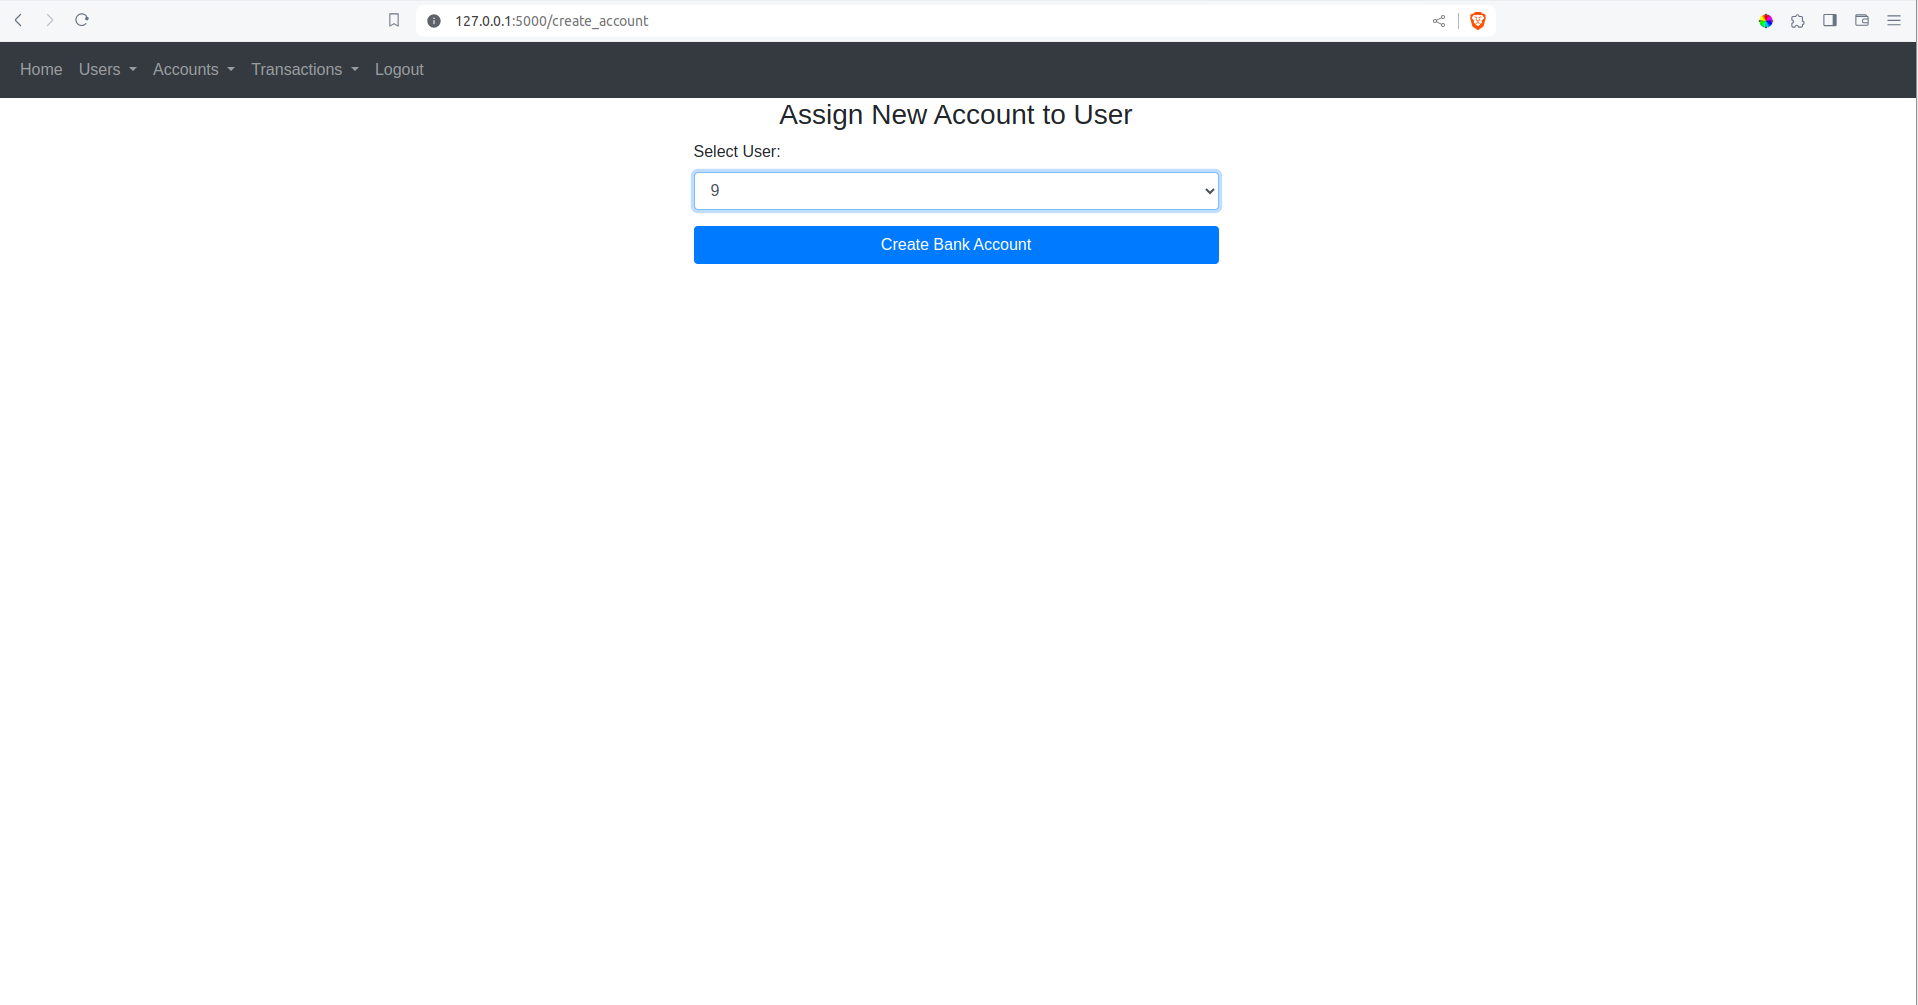 127.0.0.1:5000/create_account
Home Users Accounts Transactions Logout
Assign New Account to User
Select User:
9
Create Bank Account